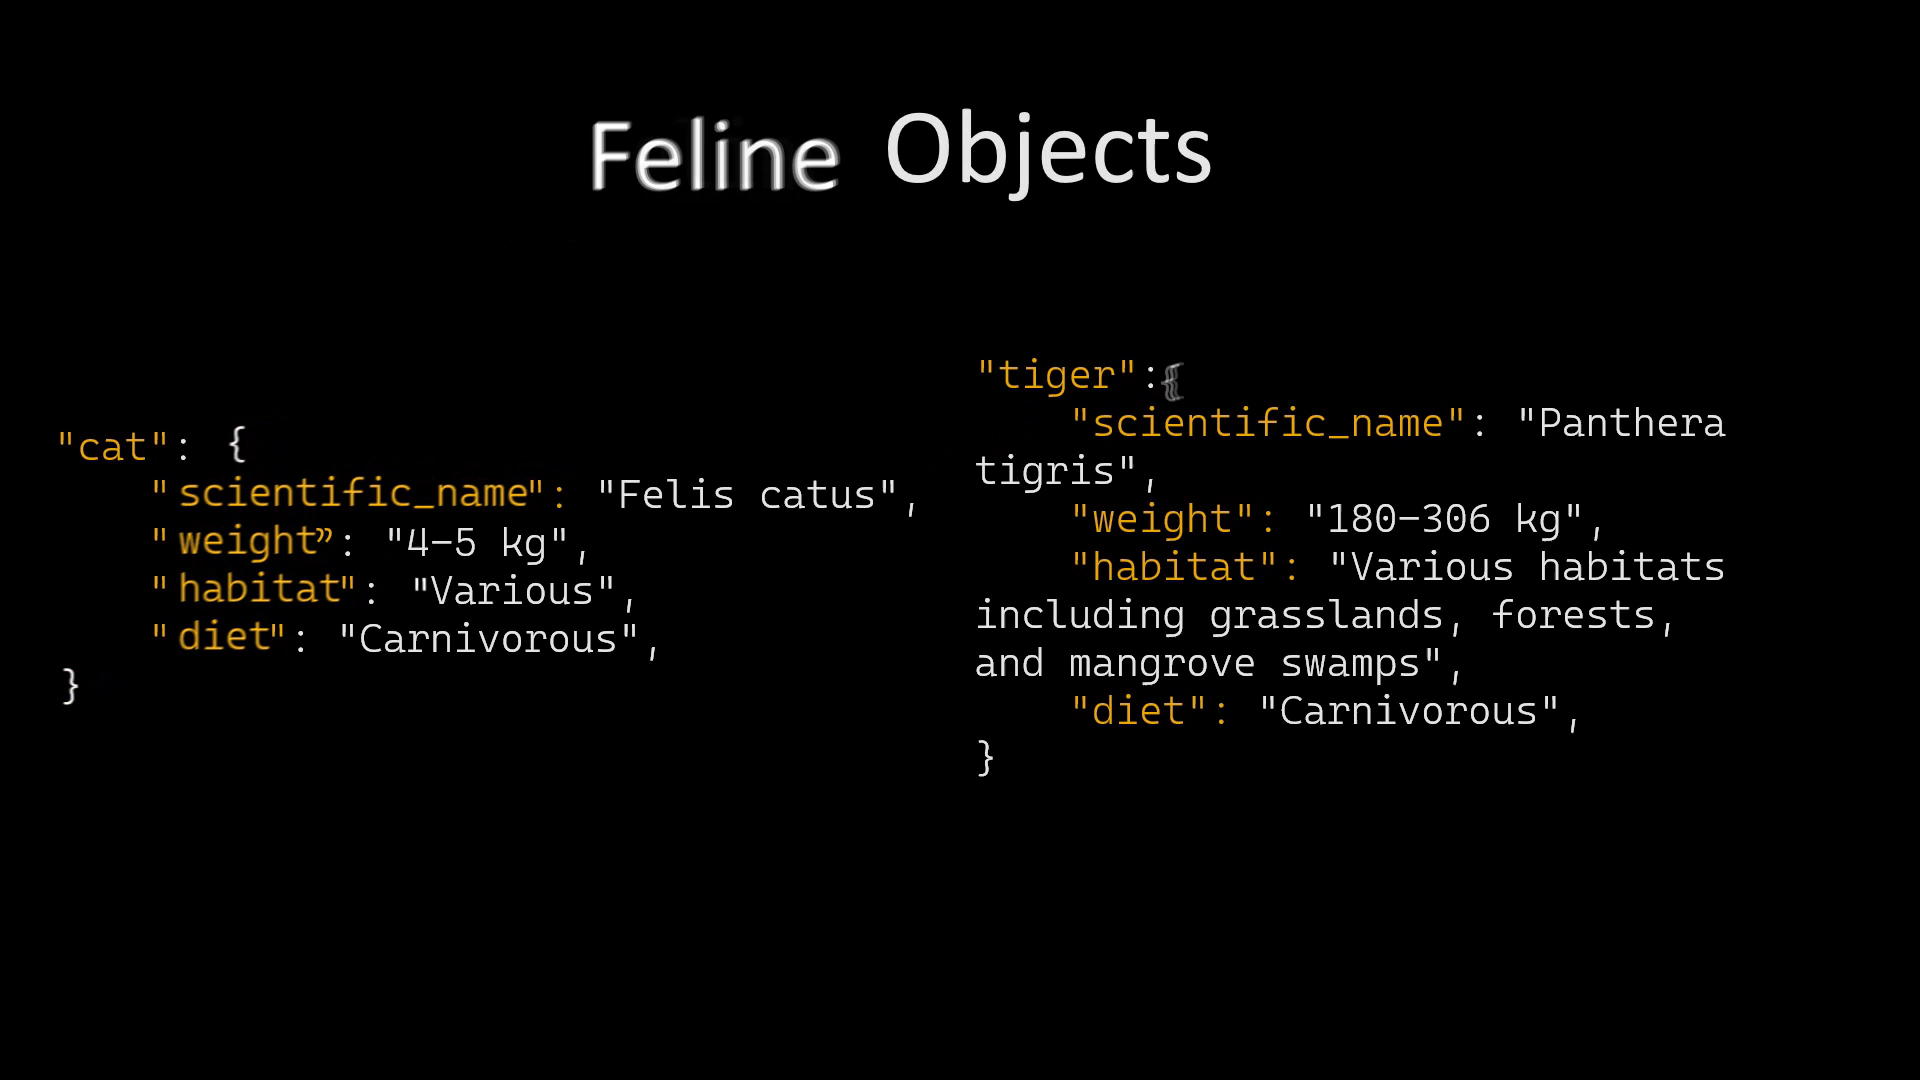 Feline Objects
"cat": {
    "scientific_name": "Felis catus",
    "weight”: "4–5 kg",
    "habitat": "Various",
    "diet": "Carnivorous",
}
"tiger":{
    "scientific_name": "Panthera
tigris",
    "weight": "180–306 kg",
    "habitat": "Various habitats
including grasslands, forests,
and mangrove swamps",
    "diet": "Carnivorous",
}